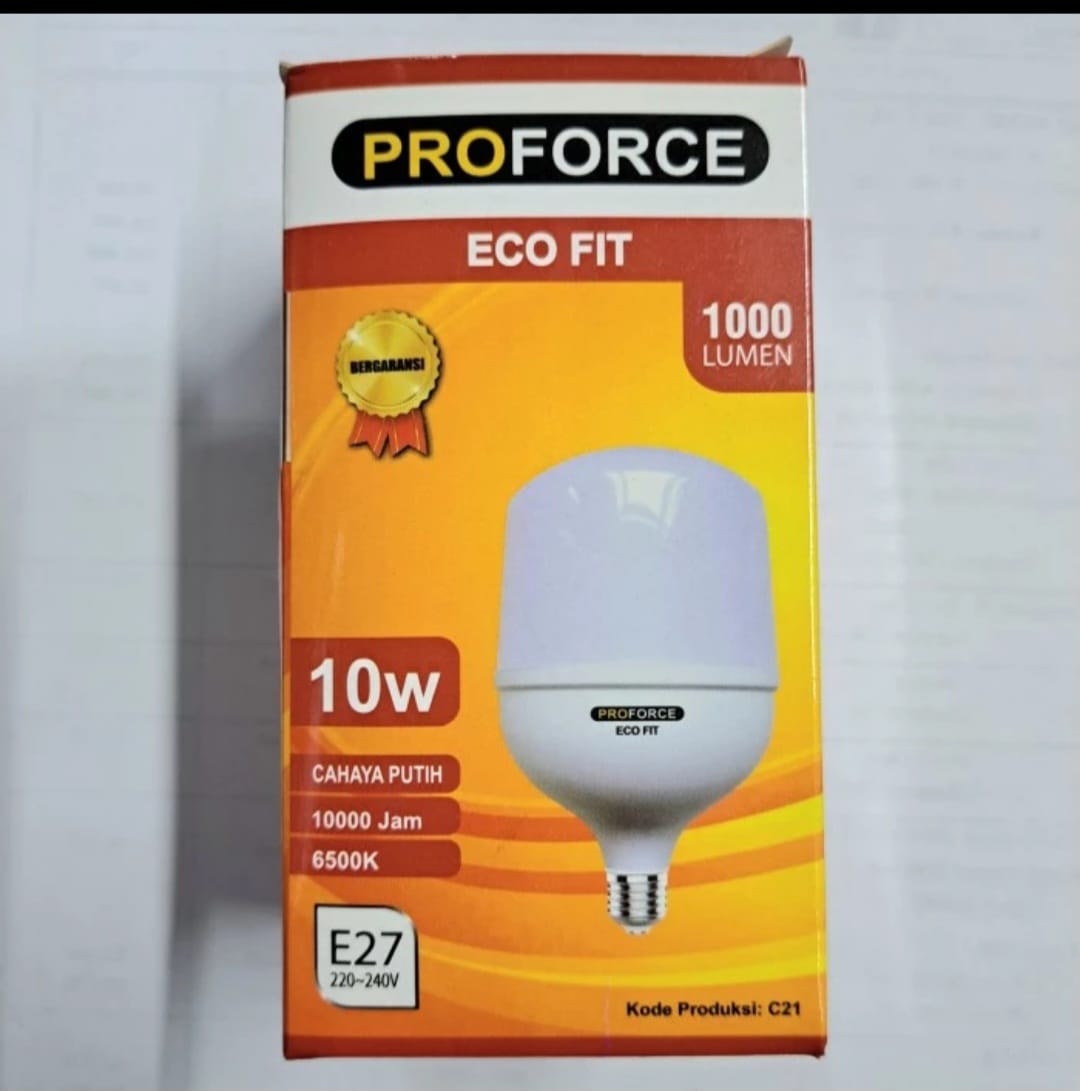 PROFORCE
ECO FIT
1000
LUMEN
BERGARANSI
10w
CAHAYA PUTIH
10000 Jam
6500K
PROFORCE
ECO FIT
E27
220~240V
Kode Produksi: C21